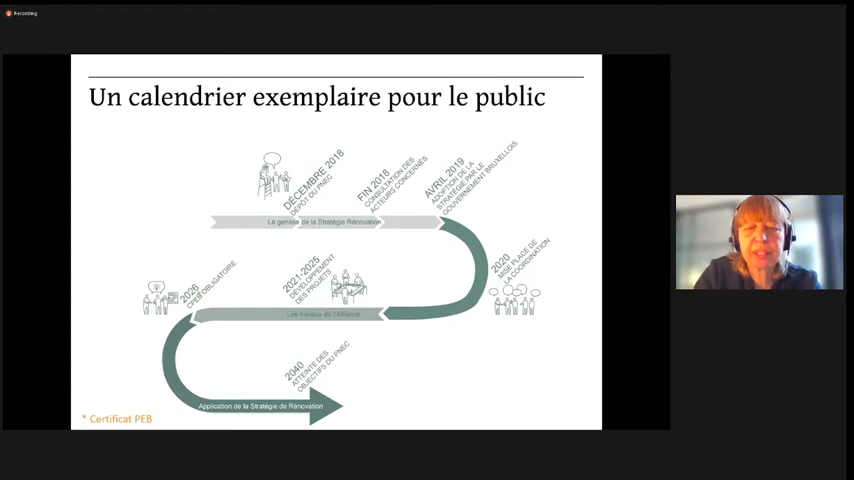 Recording
Un calendrier exemplaire pour le public
DÉCEMBRE 2018
DÉPÔT DU PNEC
FIN 2018
CONSULTATION DES
ACTEURS CONCERNÉS
AVRIL 2019
ADOPTION DE LA
STRATÉGIE PAR LE
GOUVERNEMENT BRUXELLOIS
La genèse de la Stratégie Rénovation
2020
MISE PLACE DE
LA COORDINATION
2021-2025
DÉVELOPPEMENT
DES PROJETS
2026
CPEB OBLIGATOIRE
Les travaux de l'Alliance
2040
ATTEINTE DES
OBJECTIFS DU PNEC
Application de la Stratégie de Rénovation
* Certificat PEB